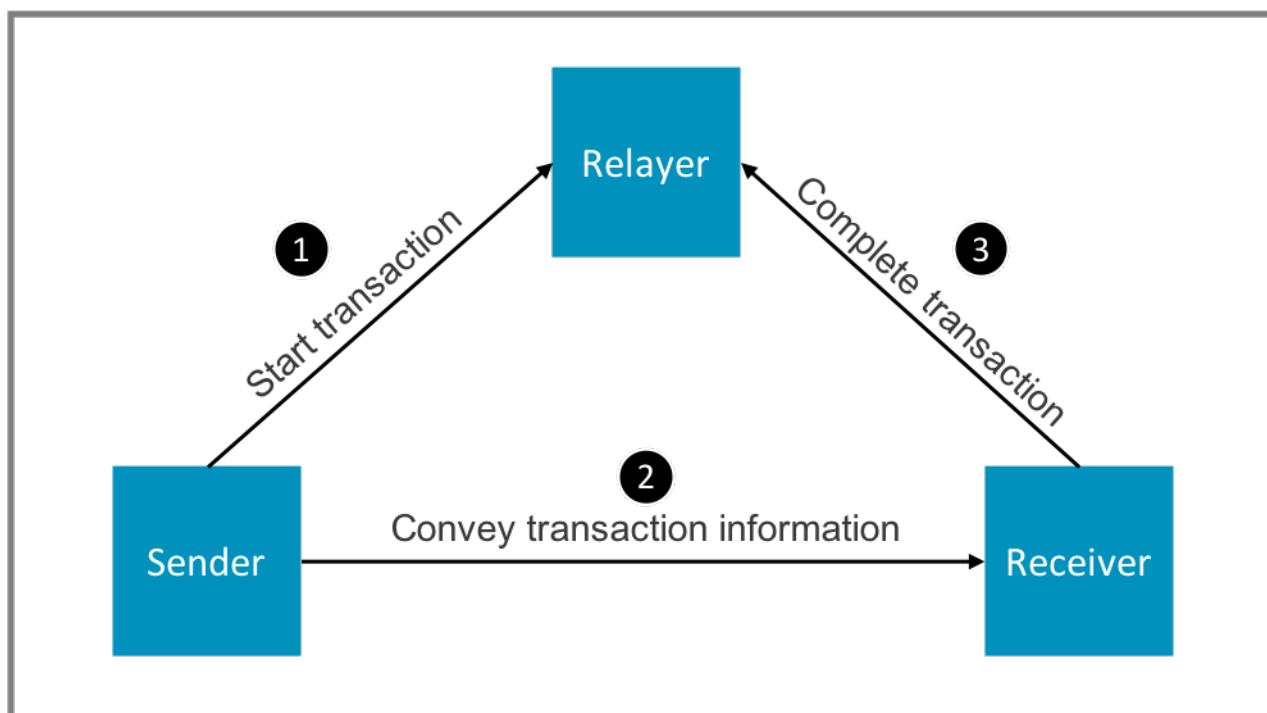 Relayer
1
Start transaction
Complete transaction
3
2
Convey transaction information
Sender
Receiver